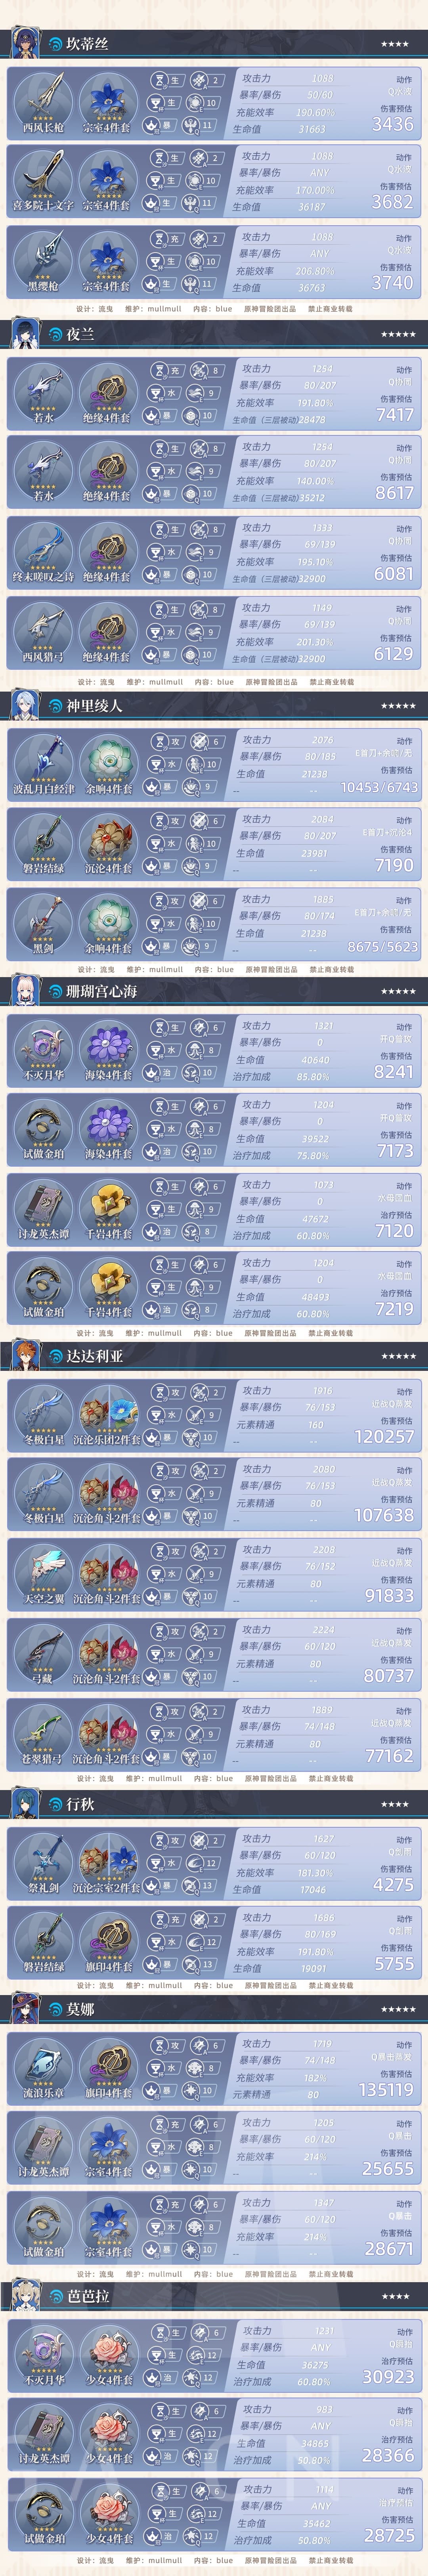 坎蒂丝
★★★★
西风长枪 宗室4件套 生 2 生 10 暴 11
攻击力 1088 动作
暴率/暴伤 50/60 Q水波
充能效率 190.60% 伤害预估
生命值 31663 3436
喜多院十文字 宗室4件套 生 2 生 10 生 11
攻击力 1088 动作
暴率/暴伤 ANY Q水波
充能效率 170.00% 伤害预估
生命值 36187 3682
黑缨枪 宗室4件套 充 2 生 10 生 11
攻击力 1088 动作
暴率/暴伤 ANY Q水波
充能效率 206.80% 伤害预估
生命值 36763 3740
设计：流曳 维护：mullmull 内容：blue 原神冒险团出品 禁止商业转载
夜兰
★★★★★
若水 绝缘4件套 充 8 水 9 暴 10
攻击力 1254 动作
暴率/暴伤 80/207 Q协同
充能效率 191.80% 伤害预估
生命值（三层被动）28478 7417
若水 绝缘4件套 生 8 水 9 暴 10
攻击力 1254 动作
暴率/暴伤 80/207 Q协同
充能效率 140.00% 伤害预估
生命值（三层被动）35212 8617
终末嗟叹之诗 绝缘4件套 生 8 水 9 暴 10
攻击力 1333 动作
暴率/暴伤 69/139 Q协同
充能效率 195.10% 伤害预估
生命值（三层被动）32900 6081
西风猎弓 绝缘4件套 生 8 水 9 暴 10
攻击力 1149 动作
暴率/暴伤 69/139 Q协同
充能效率 201.30% 伤害预估
生命值（三层被动）32900 6129
设计：流曳 维护：mullmull 内容：blue 原神冒险团出品 禁止商业转载
神里绫人
★★★★★
波乱月白经津 余响4件套 攻 6 水 10 暴 9
攻击力 2076 动作
暴率/暴伤 80/185 E首刀+余响/无
生命值 21238 伤害预估
-- -- 10453/6743
磐岩结绿 沉沦4件套 攻 6 水 10 暴 9
攻击力 2084 动作
暴率/暴伤 80/207 E首刀+沉沦4
生命值 23981 伤害预估
-- -- 7190
黑剑 余响4件套 攻 6 水 10 暴 9
攻击力 1885 动作
暴率/暴伤 80/174 E首刀+余响/无
生命值 21238 伤害预估
-- -- 8675/5623
设计：流曳 维护：mullmull 内容：blue 原神冒险团出品 禁止商业转载
珊瑚宫心海
★★★★★
不灭月华 海染4件套 生 6 水 8 治 10
攻击力 1321 动作
暴率/暴伤 0 开Q普攻
生命值 40640 伤害预估
治疗加成 85.80% 8241
试做金珀 海染4件套 生 6 水 8 治 10
攻击力 1204 动作
暴率/暴伤 0 开Q普攻
生命值 39522 伤害预估
治疗加成 75.80% 7173
讨龙英杰谭 千岩4件套 生 6 生 9 治 8
攻击力 1073 动作
暴率/暴伤 0 水母回血
生命值 47672 治疗预估
治疗加成 60.80% 7120
试做金珀 千岩4件套 生 6 生 9 治 8
攻击力 1204 动作
暴率/暴伤 0 水母回血
生命值 48493 治疗预估
治疗加成 60.80% 7219
设计：流曳 维护：mullmull 内容：blue 原神冒险团出品 禁止商业转载
达达利亚
★★★★★
冬极白星 沉沦乐团2件套 攻 2 水 9 暴 10
攻击力 1916 动作
暴率/暴伤 76/153 近战Q蒸发
元素精通 160 伤害预估
-- -- 120257
冬极白星 沉沦角斗2件套 攻 2 水 9 暴 10
攻击力 2080 动作
暴率/暴伤 76/153 近战Q蒸发
元素精通 80 伤害预估
-- -- 107638
天空之翼 沉沦角斗2件套 攻 2 水 9 暴 10
攻击力 2208 动作
暴率/暴伤 76/152 近战Q蒸发
元素精通 80 伤害预估
-- -- 91833
弓藏 沉沦角斗2件套 攻 2 水 9 暴 10
攻击力 2224 动作
暴率/暴伤 60/120 近战Q蒸发
元素精通 80 伤害预估
-- -- 80737
苍翠猎弓 沉沦角斗2件套 攻 2 水 9 暴 10
攻击力 1889 动作
暴率/暴伤 74/148 近战Q蒸发
元素精通 80 伤害预估
-- -- 77162
设计：流曳 维护：mullmull 内容：blue 原神冒险团出品 禁止商业转载
行秋
★★★★
祭礼剑 沉沦宗室2件套 攻 2 水 12 暴 13
攻击力 1627 动作
暴率/暴伤 60/120 Q剑雨
充能效率 181.30% 伤害预估
生命值 17046 4275
磐岩结绿 旗印4件套 充 2 水 12 暴 13
攻击力 1686 动作
暴率/暴伤 80/169 Q剑雨
充能效率 191.80% 伤害预估
生命值 19091 5755
设计：流曳 维护：mullmull 内容：blue 原神冒险团出品 禁止商业转载
莫娜
★★★★★
流浪乐章 旗印4件套 攻 6 水 8 暴 10
攻击力 1719 动作
暴率/暴伤 74/148 Q暴击蒸发
充能效率 182% 伤害预估
元素精通 80 135119
讨龙英杰谭 宗室4件套 充 6 水 8 暴 10
攻击力 1205 动作
暴率/暴伤 60/120 Q暴击
充能效率 214% 伤害预估
-- -- 25655
试做金珀 宗室4件套 充 6 水 8 暴 10
攻击力 1347 动作
暴率/暴伤 60/120 Q暴击
充能效率 214% 伤害预估
-- -- 28671
设计：流曳 维护：mullmull 内容：blue 原神冒险团出品 禁止商业转载
芭芭拉
★★★★
不灭月华 少女4件套 生 6 生 12 治 12
攻击力 1231 动作
暴率/暴伤 ANY
生命值 36275 治疗预估
治疗加成 60.80% 30923
讨龙英杰谭 少女4件套 生 6 生 12 治 12
攻击力 983 动作
暴率/暴伤 ANY
生命值 34865 治疗预估
治疗加成 50.80% 28366
试做金珀 少女4件套 生 6 生 12 治 12
攻击力 1114 动作
暴率/暴伤 ANY 治疗预估
生命值 35462 伤害预估
治疗加成 50.80% 28725
设计：流曳 维护：mullmull 内容：blue 原神冒险团出品 禁止商业转载